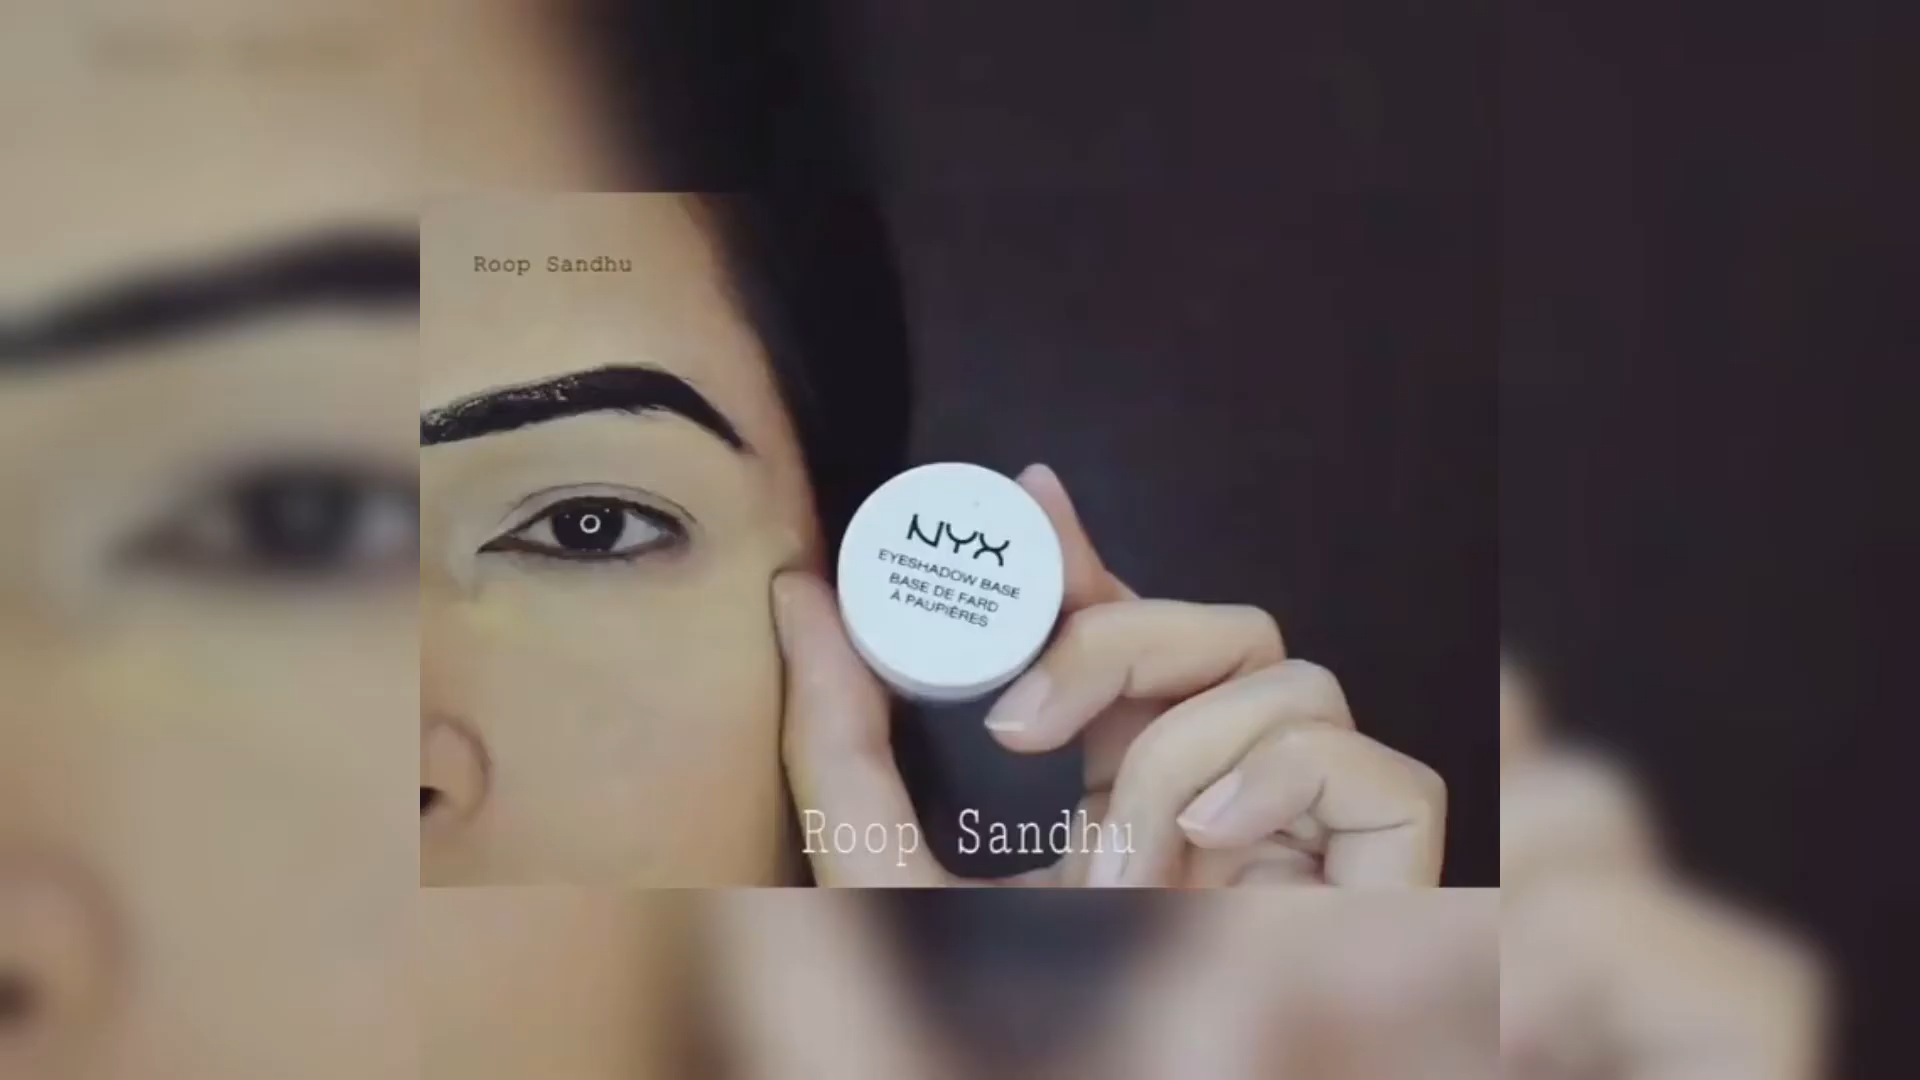 Roop Sandhu
NYX
EYESHADOW BASE
BASE DE FARD
À PAUPIÈRES
Roop Sandhu